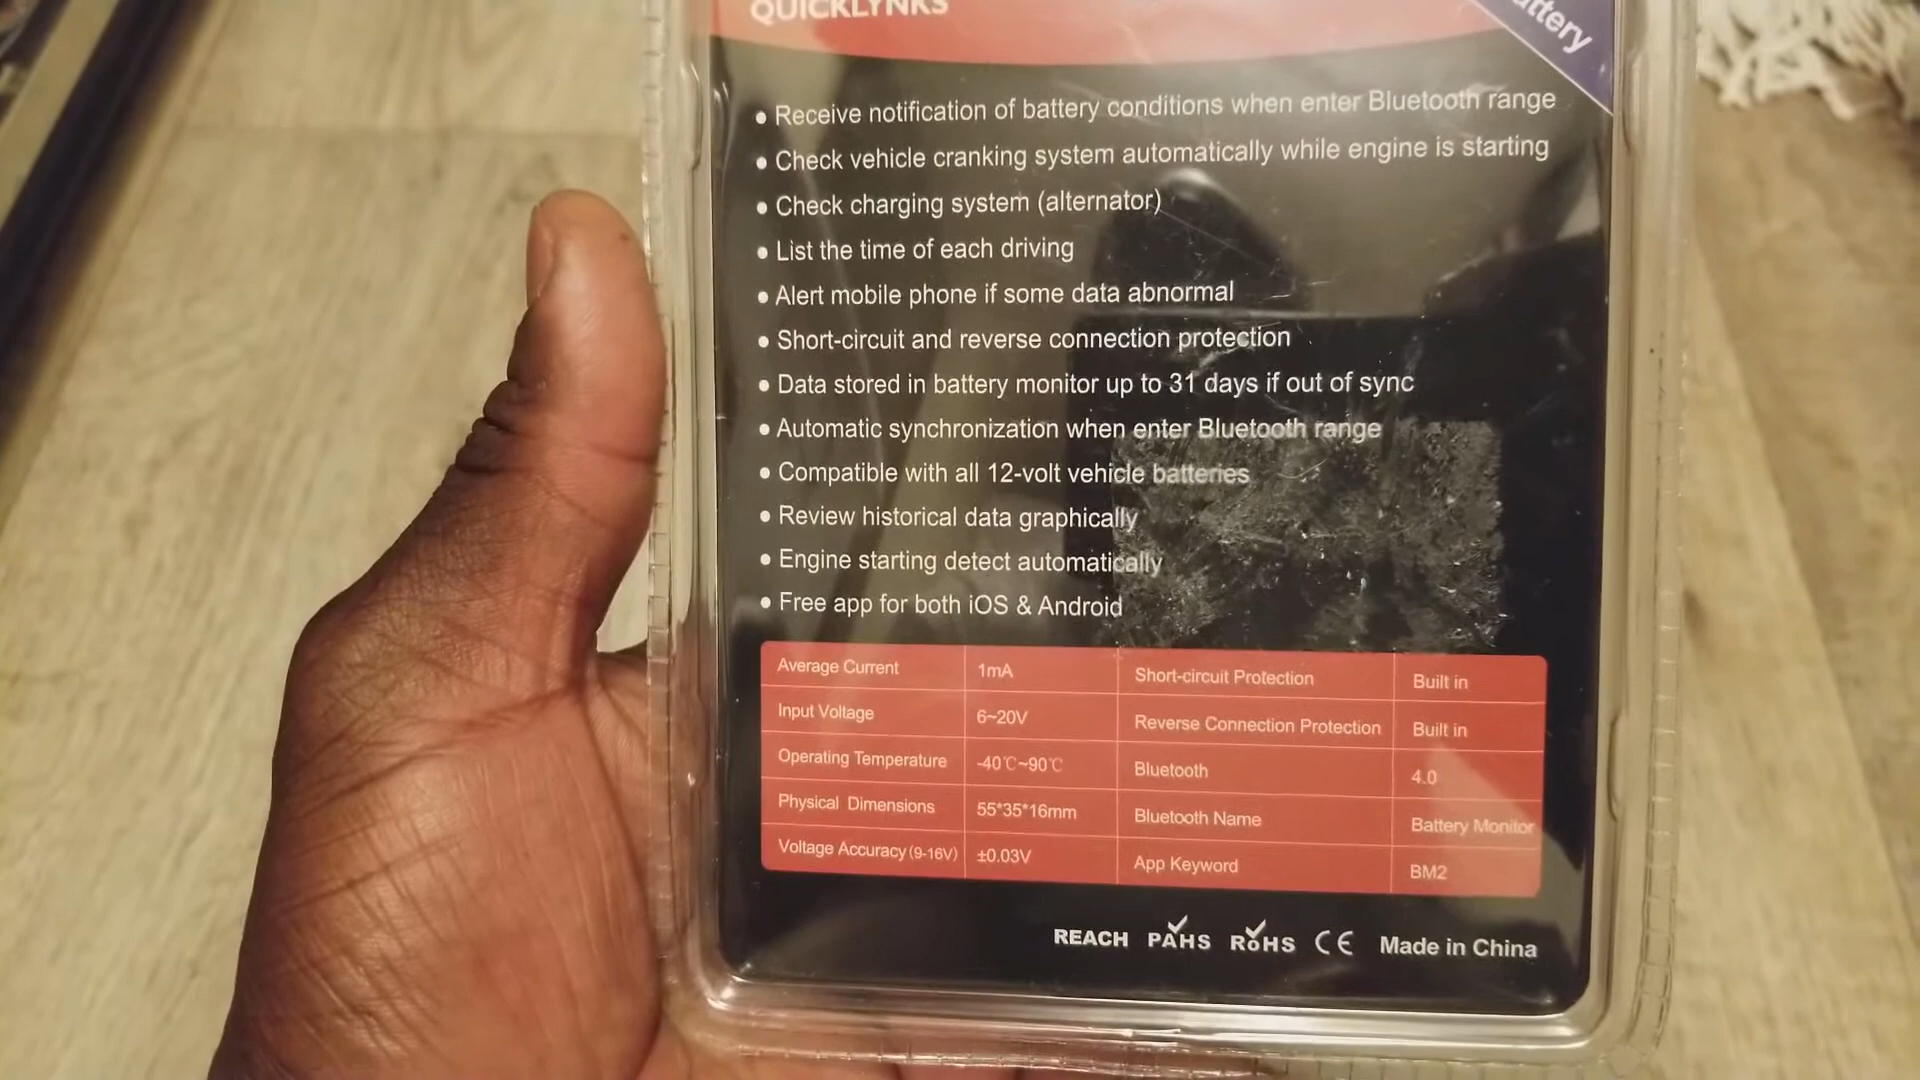 QUICKLYNKS
• Receive notification of battery conditions when enter Bluetooth range
• Check vehicle cranking system automatically while engine is starting
• Check charging system (alternator)
• List the time of each driving
• Alert mobile phone if some data abnormal
• Short-circuit and reverse connection protection
• Data stored in battery monitor up to 31 days if out of sync
• Automatic synchronization when enter Bluetooth range
• Compatible with all 12-volt vehicle batteries
• Review historical data graphically
• Engine starting detect automatically
• Free app for both iOS & Android
Average Current 1mA Short-circuit Protection Built in
Input Voltage 6~20V Reverse Connection Protection Built in
Operating Temperature -40℃~90℃ Bluetooth 4.0
Physical Dimensions 55*35*16mm Bluetooth Name Battery Monitor
Voltage Accuracy (9-16V) ±0.03V App Keyword BM2
REACH PAHS RoHS CE Made in China